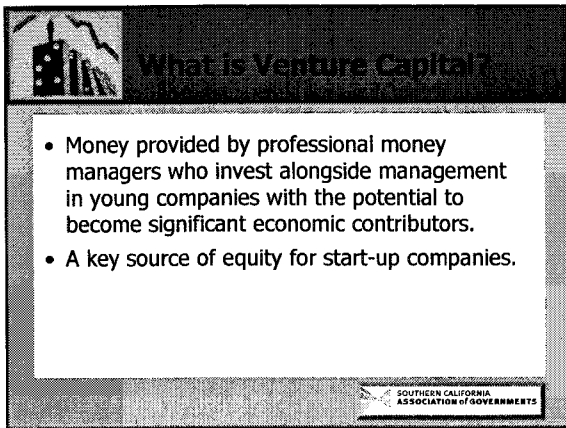 What is Venture Capital?
• Money provided by professional money
managers who invest alongside management
in young companies with the potential to
become significant economic contributors.
• A key source of equity for start-up companies.
SOUTHERN CALIFORNIA
ASSOCIATION of GOVERNMENTS